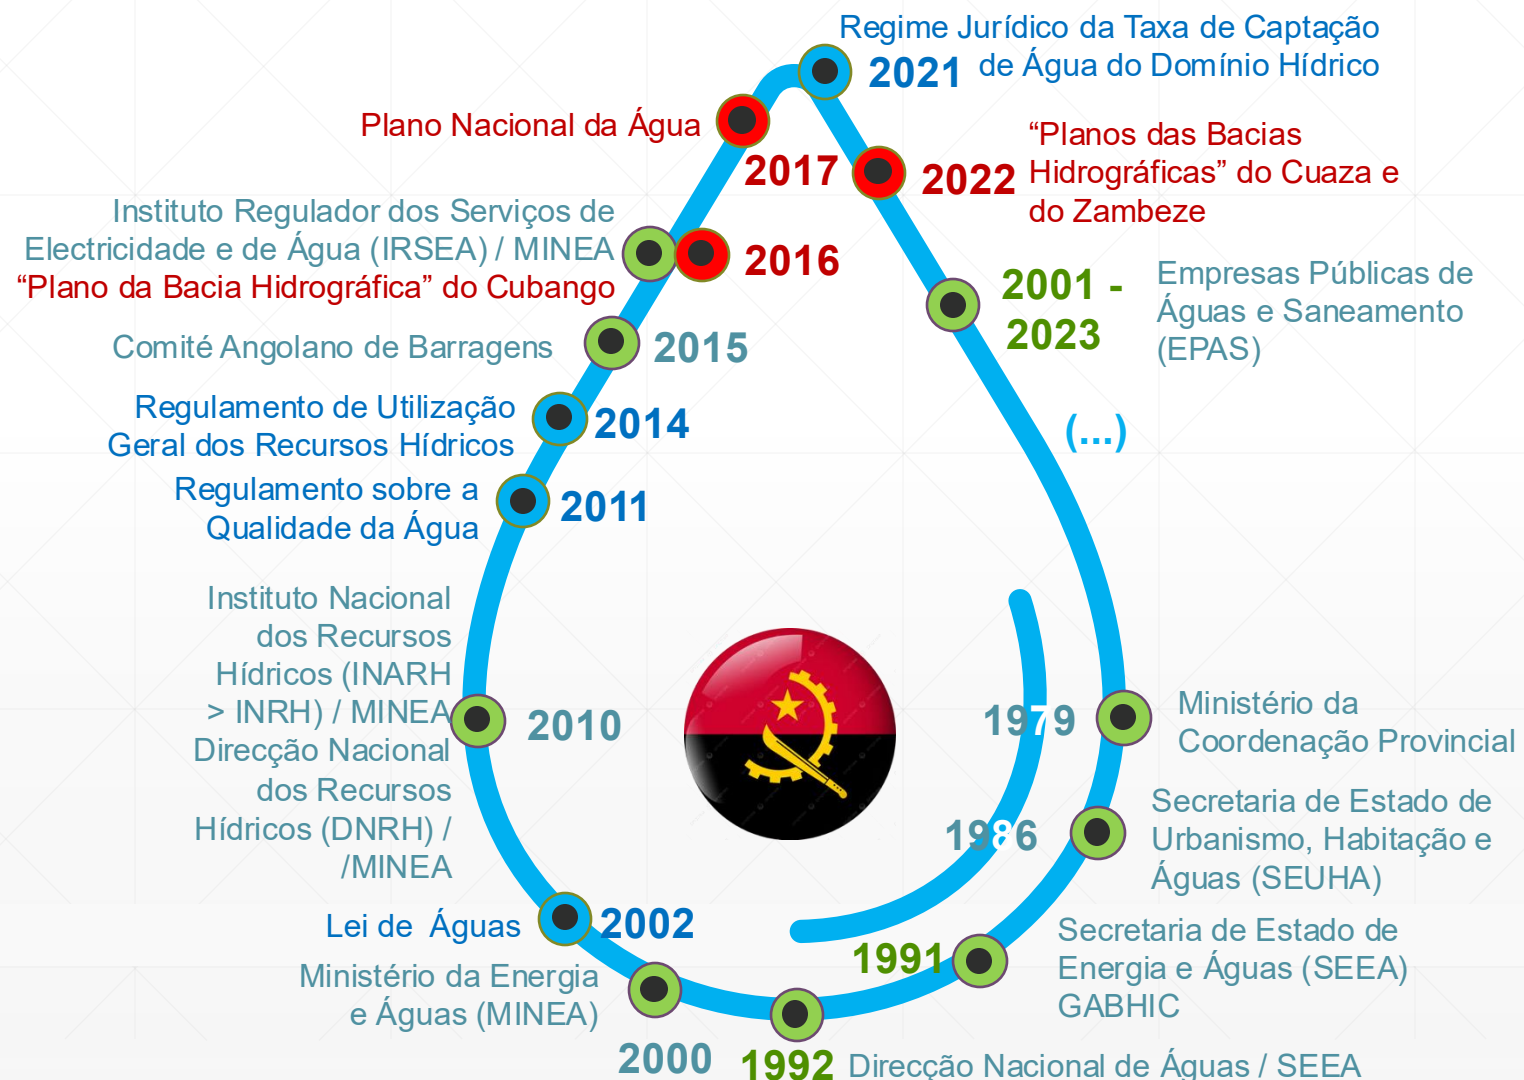 Regime Jurídico da Taxa de Captação
2021 de Água do Domínio Hídrico
Plano Nacional da Água
2017
“Planos das Bacias
2022 Hidrográficas” do Cuaza e
do Zambeze
Instituto Regulador dos Serviços de
Electricidade e de Água (IRSEA) / MINEA
“Plano da Bacia Hidrográfica” do Cubango
2016
2001 -
2023
Empresas Públicas de
Águas e Saneamento
(EPAS)
Comité Angolano de Barragens
2015
(...)
Regulamento de Utilização
Geral dos Recursos Hídricos
2014
Regulamento sobre a
Qualidade da Água
2011
Instituto Nacional
dos Recursos
Hídricos (INARH
> INRH) / MINEA
Direcção Nacional
dos Recursos
Hídricos (DNRH) /
/MINEA
2010
1979
Ministério da
Coordenação Provincial
1986
Secretaria de Estado de
Urbanismo, Habitação e
Águas (SEUHA)
Lei de Águas
2002
1991
Secretaria de Estado de
Energia e Águas (SEEA)
GABHIC
Ministério da Energia
e Águas (MINEA)
2000
1992
Direcção Nacional de Águas / SEEA